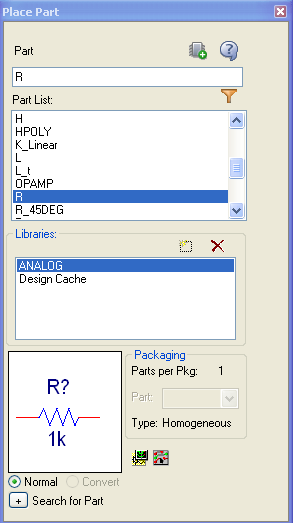 Place Part
Part
R
Part List:
H
HPOLY
K_Linear
L
L_t
OPAMP
R
R_45DEG
Libraries:
ANALOG
Design Cache
R?
1k
Packaging
Parts per Pkg: 1
Part:
Type: Homogeneous
Normal Convert
+ Search for Part